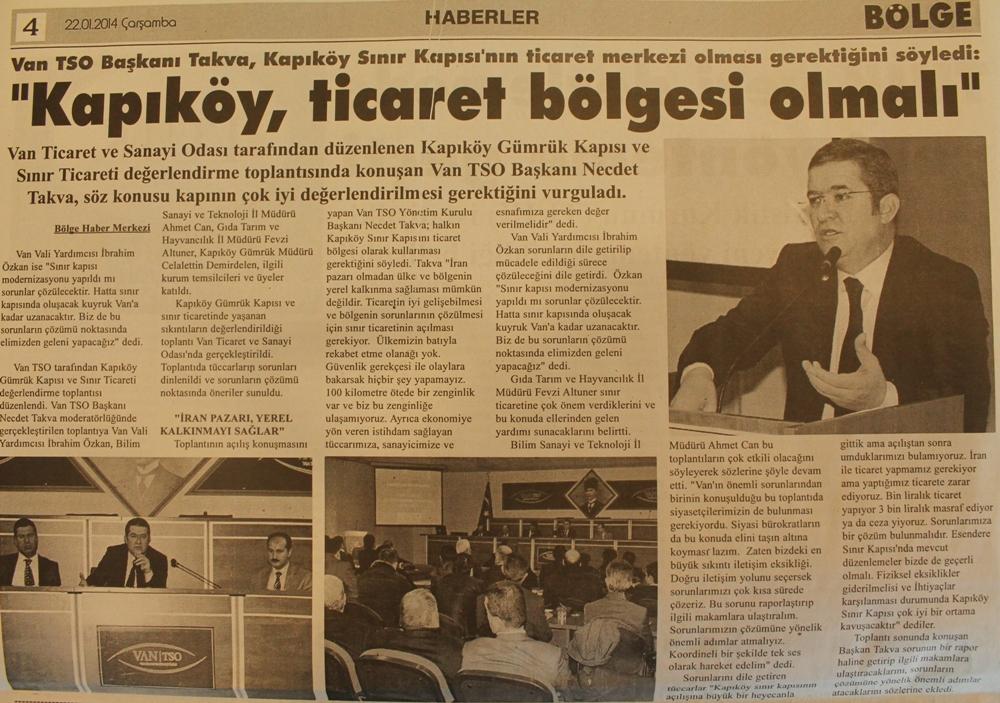 4
22.01.2014 Çarşamba
HABERLER
BÖLGE
Van TSO Başkanı Takva, Kapıköy Sınır Kapısı'nın ticaret merkezi olması gerektiğini söyledi:
"Kapıköy, ticaret bölgesi olmalı"
Van Ticaret ve Sanayi Odası tarafından düzenlenen Kapıköy Gümrük Kapısı ve
Sınır Ticareti değerlendirme toplantısında konuşan Van TSO Başkanı Necdet
Takva, söz konusu kapının çok iyi değerlendirilmesi gerektiğini vurguladı.
Bölge Haber Merkezi
Van Vali Yardımcısı İbrahim
Özkan ise "Sınır kapısı
modernizasyonu yapıldı mı
sorunlar çözülecektir. Hatta sınır
kapısında oluşacak kuyruk Van'a
kadar uzanacaktır. Biz de bu
sorunların çözümü noktasında
elimizden geleni yapacağız" dedi.
Van TSO tarafından Kapıköy
Gümrük Kapısı ve Sınır Ticareti
değerlendirme toplantısı
düzenlendi. Van TSO Başkanı
Necdet Takva moderatörlüğünde
gerçekleştirilen toplantıya Van Vali
Yardımcısı İbrahim Özkan, Bilim
Sanayi ve Teknoloji İl Müdürü
Ahmet Can, Gıda Tarım ve
Hayvancılık İl Müdürü Fevzi
Altuner, Kapıköy Gümrük Müdürü
Celalettin Demirdelen, ilgili
kurum temsilcileri ve üyeler
katıldı.
Kapıköy Gümrük Kapısı ve
sınır ticaretinde yaşanan
sıkıntıların değerlendirildiği
toplantı Van Ticaret ve Sanayi
Odası'nda gerçekleştirildi.
Toplantıda tüccarların sorunları
dinlenildi ve sorunların çözümü
noktasında öneriler sunuldu.
"İRAN PAZARI, YEREL
KALKINMAYI SAĞLAR"
Toplantının açılış konuşmasını
yapan Van TSO Yönetim Kurulu
Başkanı Necdet Takva; halkın
Kapıköy Sınır Kapısını ticaret
bölgesi olarak kullanması
gerektiğini söyledi. Takva "İran
pazarı olmadan ülke ve bölgenin
yerel kalkınma sağlaması mümkün
değildir. Ticaretin iyi gelişebilmesi
ve bölgenin sorunlarının çözülmesi
için sınır ticaretinin açılması
gerekiyor. Ülkemizin batıyla
rekabet etme olanağı yok.
Güvenlik gerekçesi ile olaylara
bakarsak hiçbir şey yapamayız.
100 kilometre ötede bir zenginlik
var ve biz bu zenginliğe
ulaşamıyoruz. Ayrıca ekonomiye
yön veren istihdam sağlayan
tüccarımıza, sanayicimize ve
esnafımıza gereken değer
verilmelidir" dedi.
Van Vali Yardımcısı İbrahim
Özkan sorunların dile getirilip
mücadele edildiği sürece
çözüleceğini dile getirdi. Özkan
"Sınır kapısı modernizasyonu
yapıldı mı sorunlar çözülecektir.
Hatta sınır kapısında oluşacak
kuyruk Van'a kadar uzanacaktır.
Biz de bu sorunların çözümü
noktasında elimizden geleni
yapacağız" dedi.
Gıda Tarım ve Hayvancılık İl
Müdürü Fevzi Altuner sınır
ticaretine çok önem verdiklerini ve
bu konuda ellerinden gelen
yardımı sunacaklarını belirtti.
Bilim Sanayi ve Teknoloji İl
Müdürü Ahmet Can bu
toplantıların çok etkili olacağını
söyleyerek sözlerine şöyle devam
etti. "Van'ın önemli sorunlarından
birinin konuşulduğu bu toplantıda
siyasetçilerimizin de bulunması
gerekiyordu. Siyasi bürokratların
da bu konuda elini taşın altına
koyması lazım. Zaten bizdeki en
büyük sıkıntı iletişim eksikliği.
Doğru iletişim yolunu seçersek
sorunlarımızı çok kısa sürede
çözeriz. Bu sorunu raporlaştırıp
ilgili makamlara ulaştıralım.
Sorunlarımızın çözümüne yönelik
önemli adımlar atmalıyız.
Koordineli bir şekilde tek ses
olarak hareket edelim" dedi.
Sorunlarını dile getiren
tüccarlar "Kapıköy sınır kapısının
açılışına büyük bir heyecanla
gittik ama açılıştan sonra
umduklarımızı bulamıyoruz. İran
ile ticaret yapmamız gerekiyor
ama yaptığımız ticarete zarar
ediyoruz. Bin liralık ticaret
yapıyor 3 bin liralık masraf ediyor
ya da ceza yiyoruz. Sorunlarımıza
bir çözüm bulunmalıdır. Esendere
Sınır Kapısı'nda mevcut
düzenlemeler bizde de geçerli
olmalı. Fiziksel eksiklikler
giderilmesi ve İhtiyaçlar
karşılanması durumunda Kapıköy
Sınır Kapısı çok iyi bir ortama
kavuşacaktır" dediler.
Toplantı sonunda konuşan
Başkan Takva sorunun bir rapor
haline getirip ilgili makamlara
ulaştıracaklarını, sorunların
çözümüne yönelik önemli adımlar
atacaklarını sözlerine ekledi.
VAN|TSO